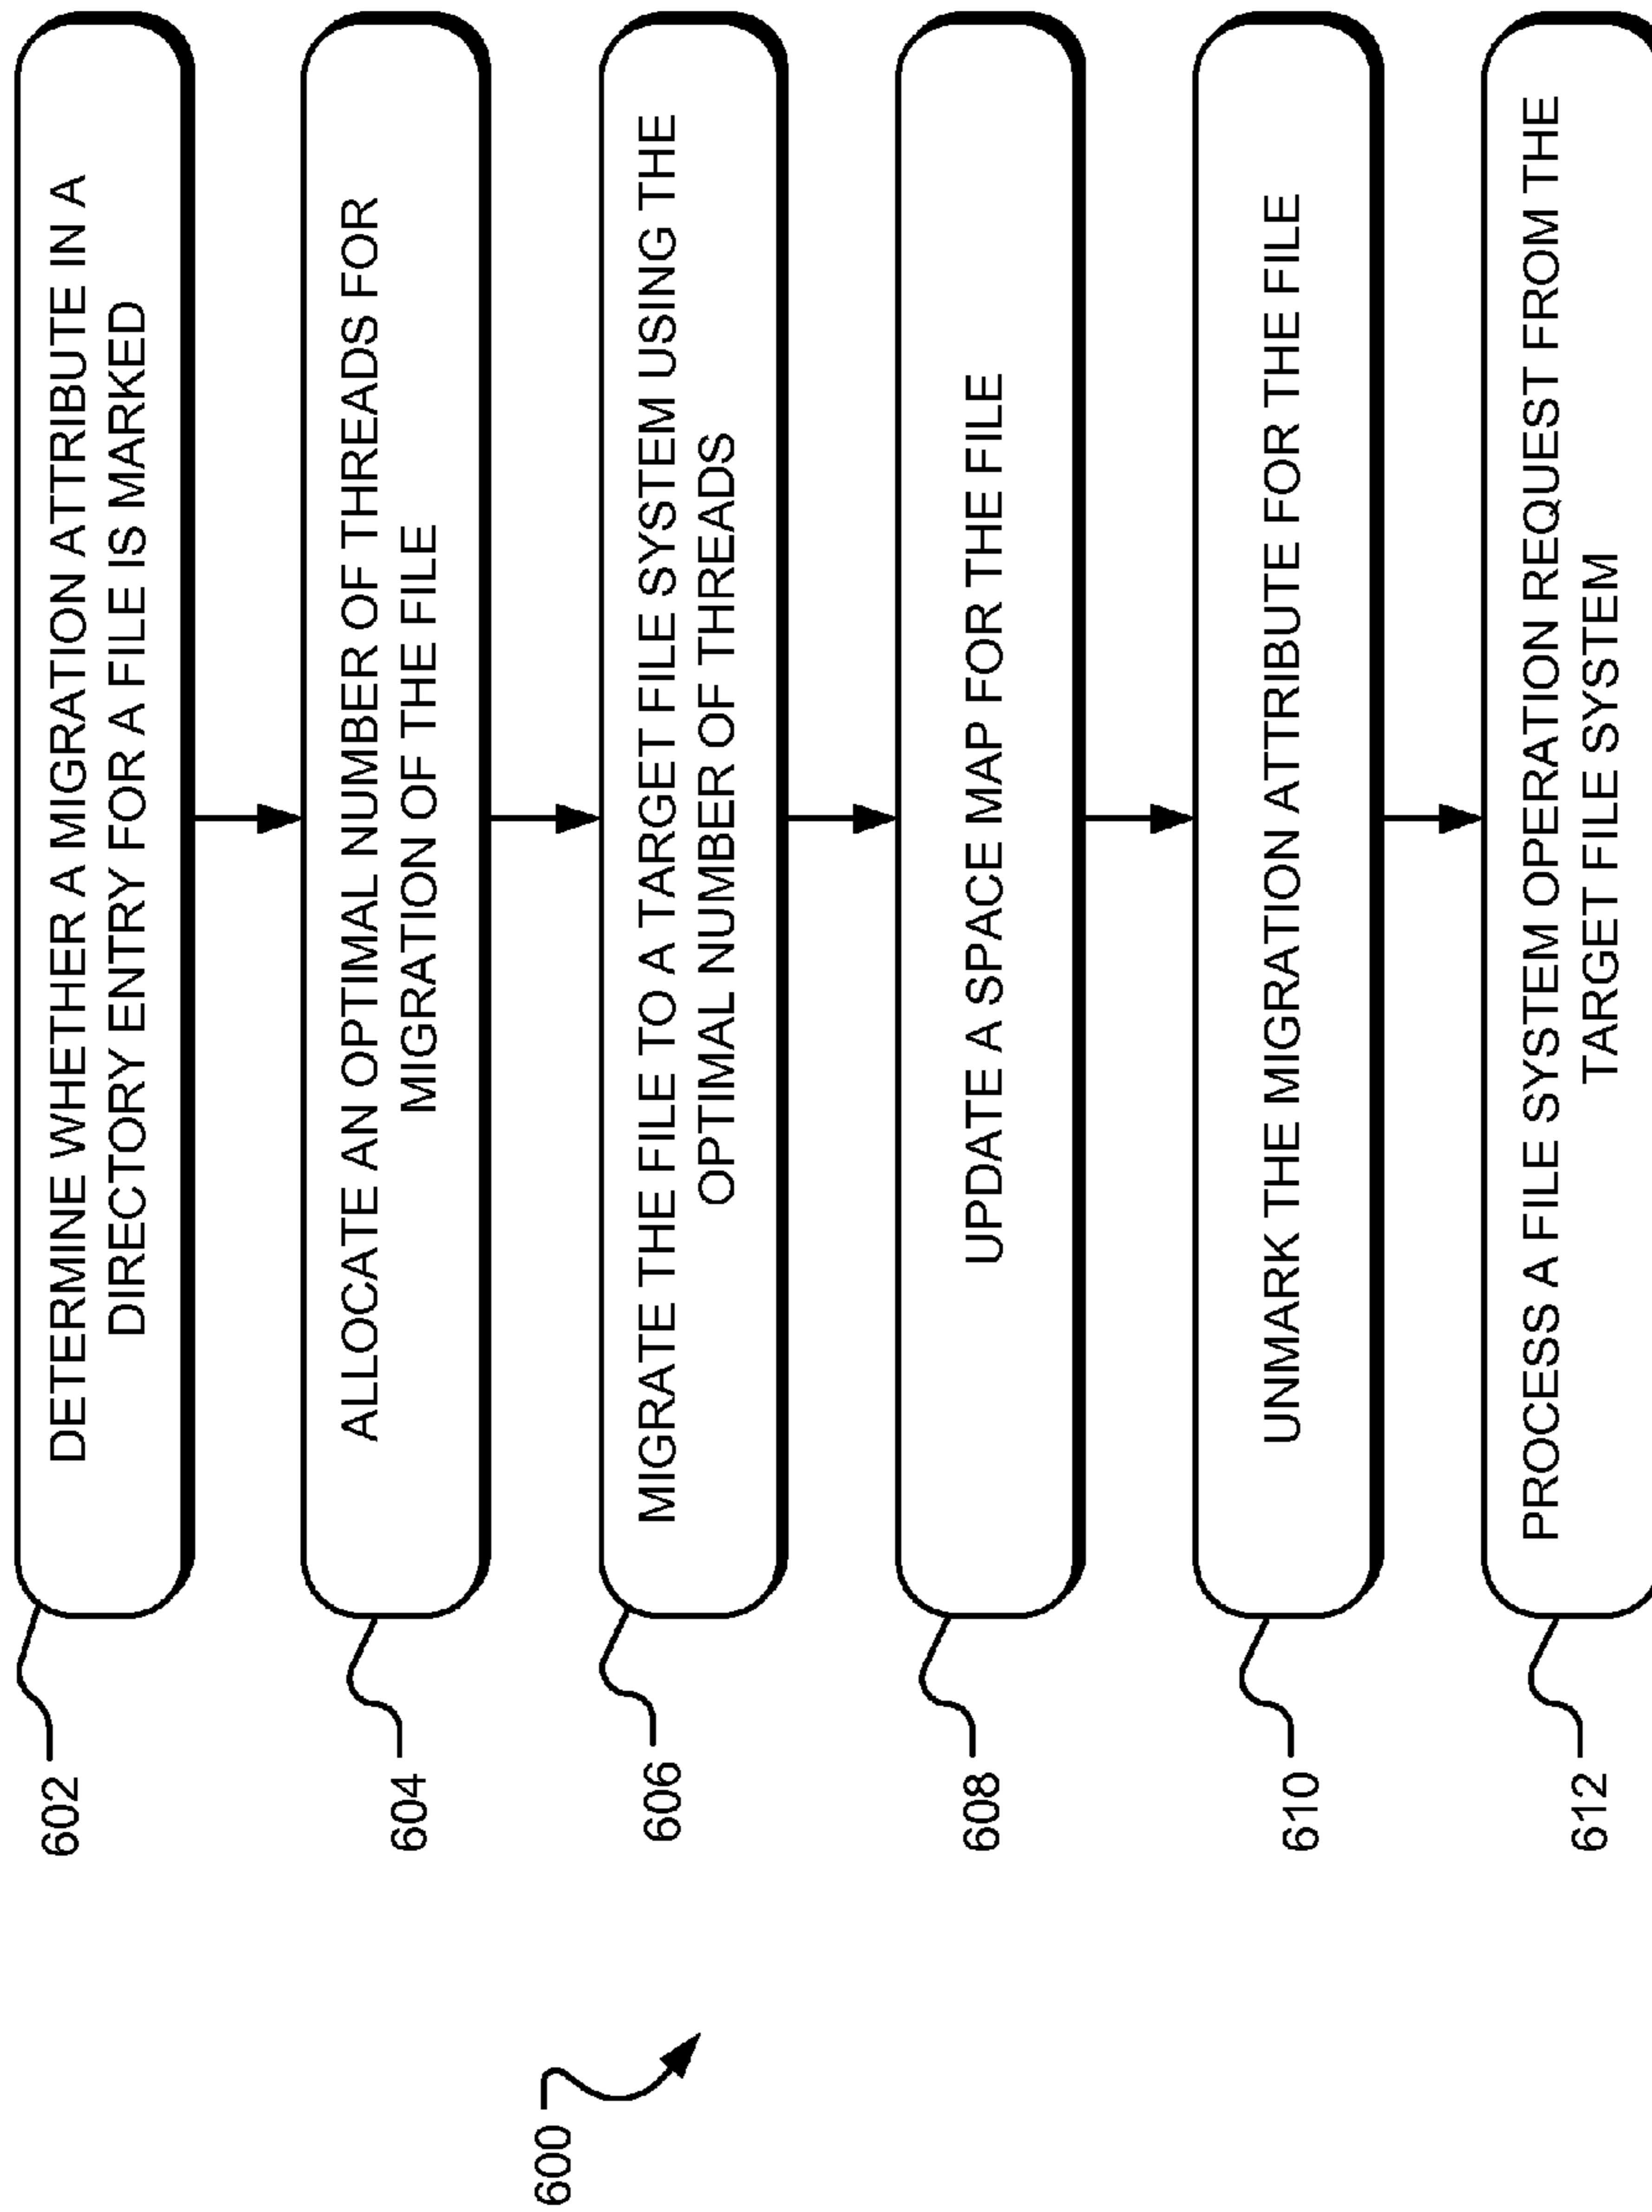 600
602
DETERMINE WHETHER A MIGRATION ATTRIBUTE IN A
DIRECTORY ENTRY FOR A FILE IS MARKED
604
ALLOCATE AN OPTIMAL NUMBER OF THREADS FOR
MIGRATION OF THE FILE
606
MIGRATE THE FILE TO A TARGET FILE SYSTEM USING THE
OPTIMAL NUMBER OF THREADS
608
UPDATE A SPACE MAP FOR THE FILE
610
UNMARK THE MIGRATION ATTRIBUTE FOR THE FILE
612
PROCESS A FILE SYSTEM OPERATION REQUEST FROM THE
TARGET FILE SYSTEM